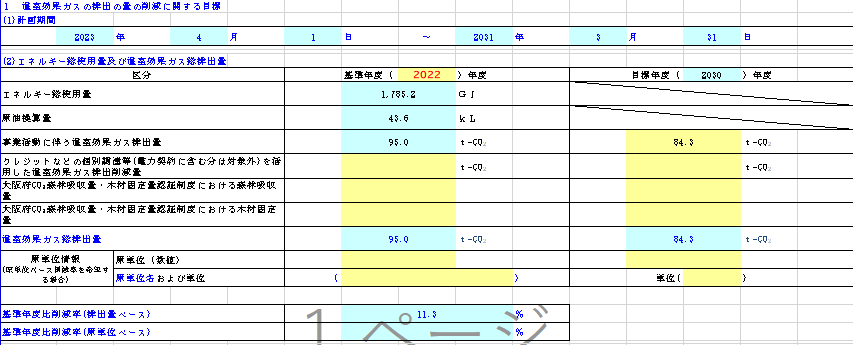 1 温室効果ガスの排出の量の削減に関する目標
(1)計画期間
2023 年 4 月 1 日 ～ 2031 年 3 月 31 日
(2)エネルギー総使用量及び温室効果ガス総排出量
区分 基準年度( 2022 )年度 目標年度( 2030 )年度
エネルギー総使用量 1,785.2 GJ
原油換算量 43.6 kL
事業活動に伴う温室効果ガス排出量 95.0 t-CO₂ 84.3 t-CO₂
クレジットなどの個別調達等(電力契約に含む分は対象外)を活
用した温室効果ガス排出削減量 t-CO₂ t-CO₂
大阪府CO₂森林吸収量・木材固定量認証制度における森林吸収
量
大阪府CO₂森林吸収量・木材固定量認証制度における木材固定
量
温室効果ガス総排出量 95.0 t-CO₂ 84.3 t-CO₂
原単位情報
(原単位ベース削減率を希望す
る場合)
原単位(数値)
原単位名および単位 ( ) 単位( )
基準年度比削減率(排出量ベース) 11.3 %
基準年度比削減率(原単位ベース) %
1 ページ